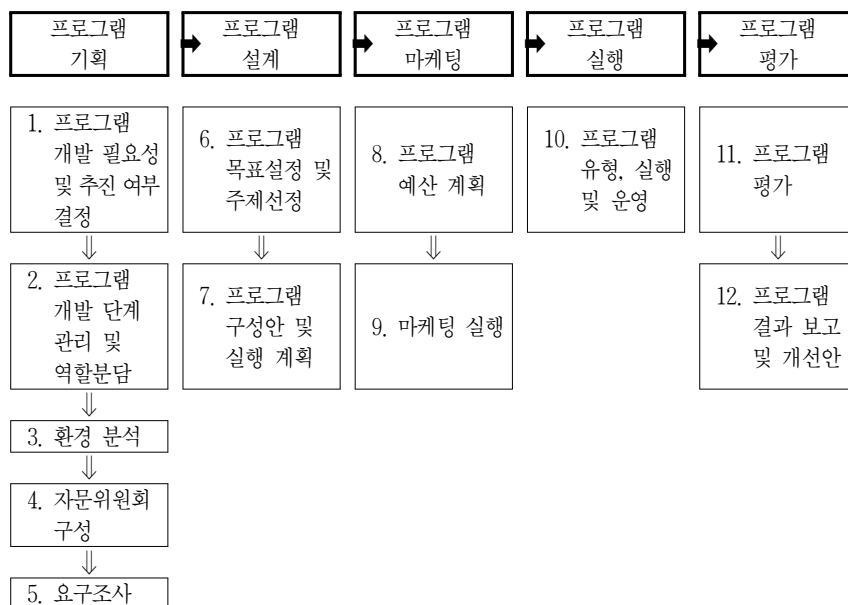 프로그램
기획
프로그램
설계
프로그램
마케팅
프로그램
실행
프로그램
평가
1. 프로그램
개발 필요성
및 추진 여부
결정
2. 프로그램
개발 단계
관리 및
역할분담
3. 환경 분석
4. 자문위원회
구성
5. 요구조사
6. 프로그램
목표설정 및
주제선정
7. 프로그램
구성안 및
실행 계획
8. 프로그램
예산 계획
9. 마케팅 실행
10. 프로그램
유형, 실행
및 운영
11. 프로그램
평가
12. 프로그램
결과 보고
및 개선안